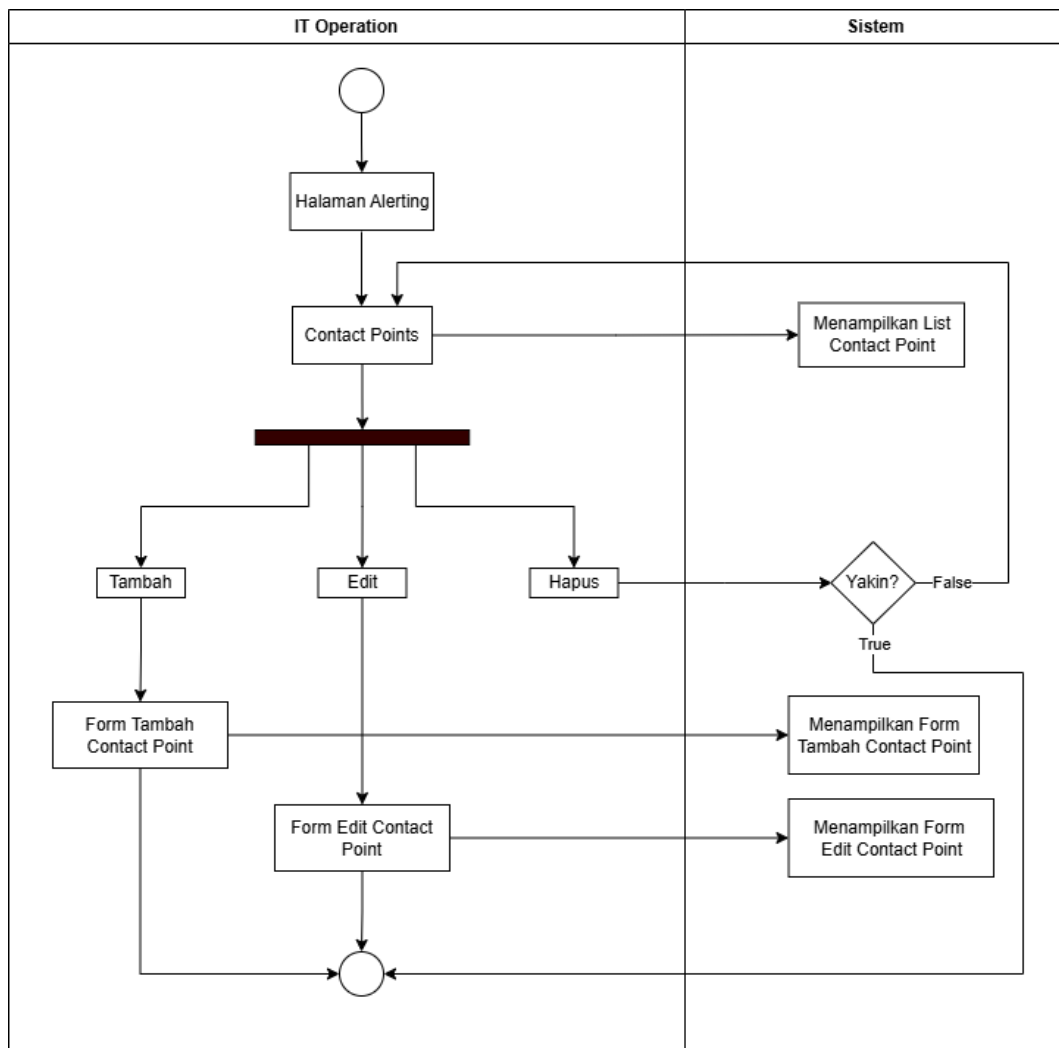 IT Operation
Sistem
Halaman Alerting
Contact Points
Menampilkan List
Contact Point
Tambah
Edit
Hapus
Yakin?
False
True
Form Tambah
Contact Point
Menampilkan Form
Tambah Contact Point
Form Edit Contact
Point
Menampilkan Form
Edit Contact Point